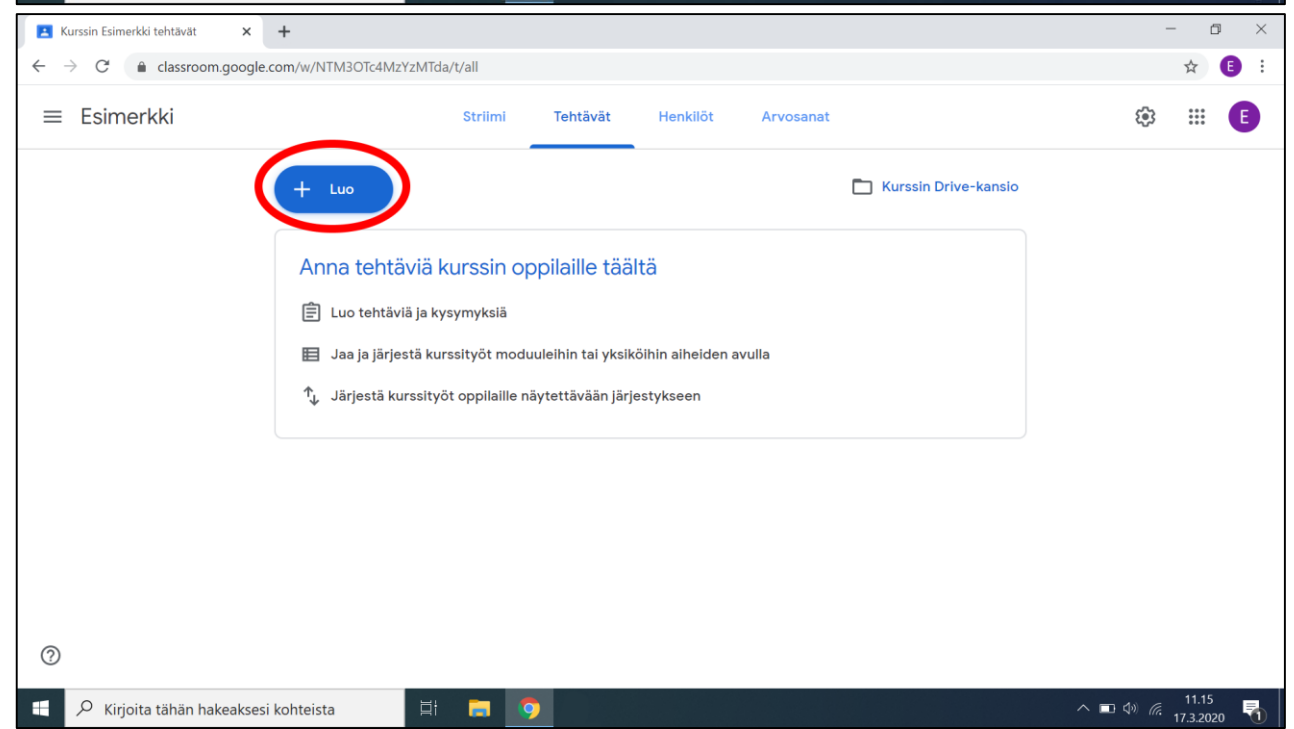 Kurssin Esimerkki tehtävät
classroom.google.com/w/NTM3OTc4MzYzMTda/t/all
E
Esimerkki
Striimi Tehtävät Henkilöt Arvosanat
E
+ Luo
Kurssin Drive-kansio
Anna tehtäviä kurssin oppilaille täältä
Luo tehtäviä ja kysymyksiä
Jaa ja järjestä kurssityöt moduuleihin tai yksiköihin aiheiden avulla
Järjestä kurssityöt oppilaille näytettävään järjestykseen
Kirjoita tähän hakeaksesi kohteista
11.15
17.3.2020
1